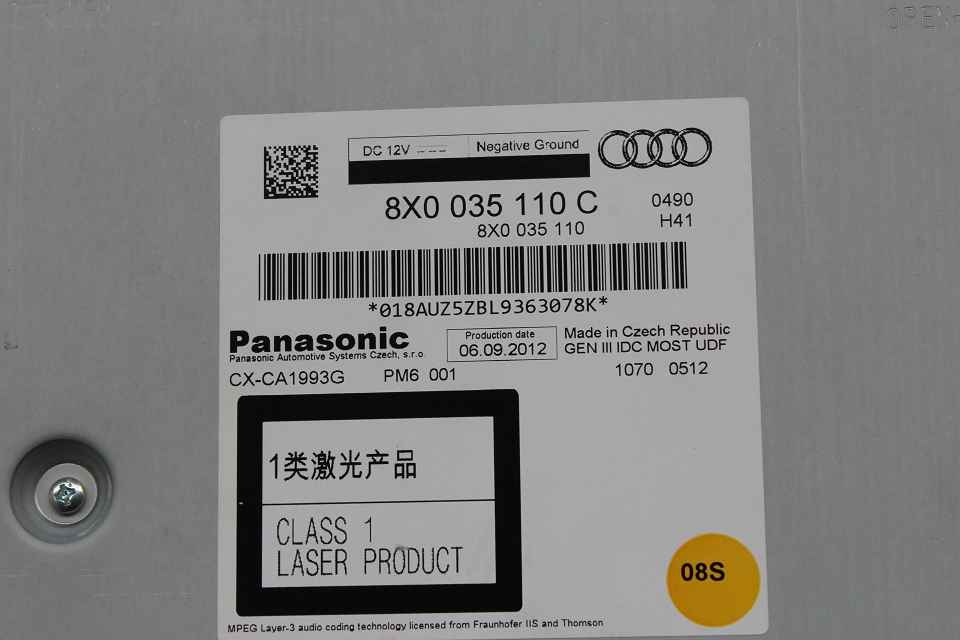 OPEN
OPEN
DC 12V
Negative Ground
8X0 035 110 C
0490
8X0 035 110
H41
*018AUZ5ZBL9363078K*
Panasonic
Panasonic Automotive Systems Czech, s.r.o.
Production date
06.09.2012
Made in Czech Republic
GEN III IDC MOST UDF
CX-CA1993G
PM6 001
1070 0512
1类激光产品
CLASS 1
LASER PRODUCT
08S
MPEG Layer-3 audio coding technology licensed from Fraunhofer IIS and Thomson